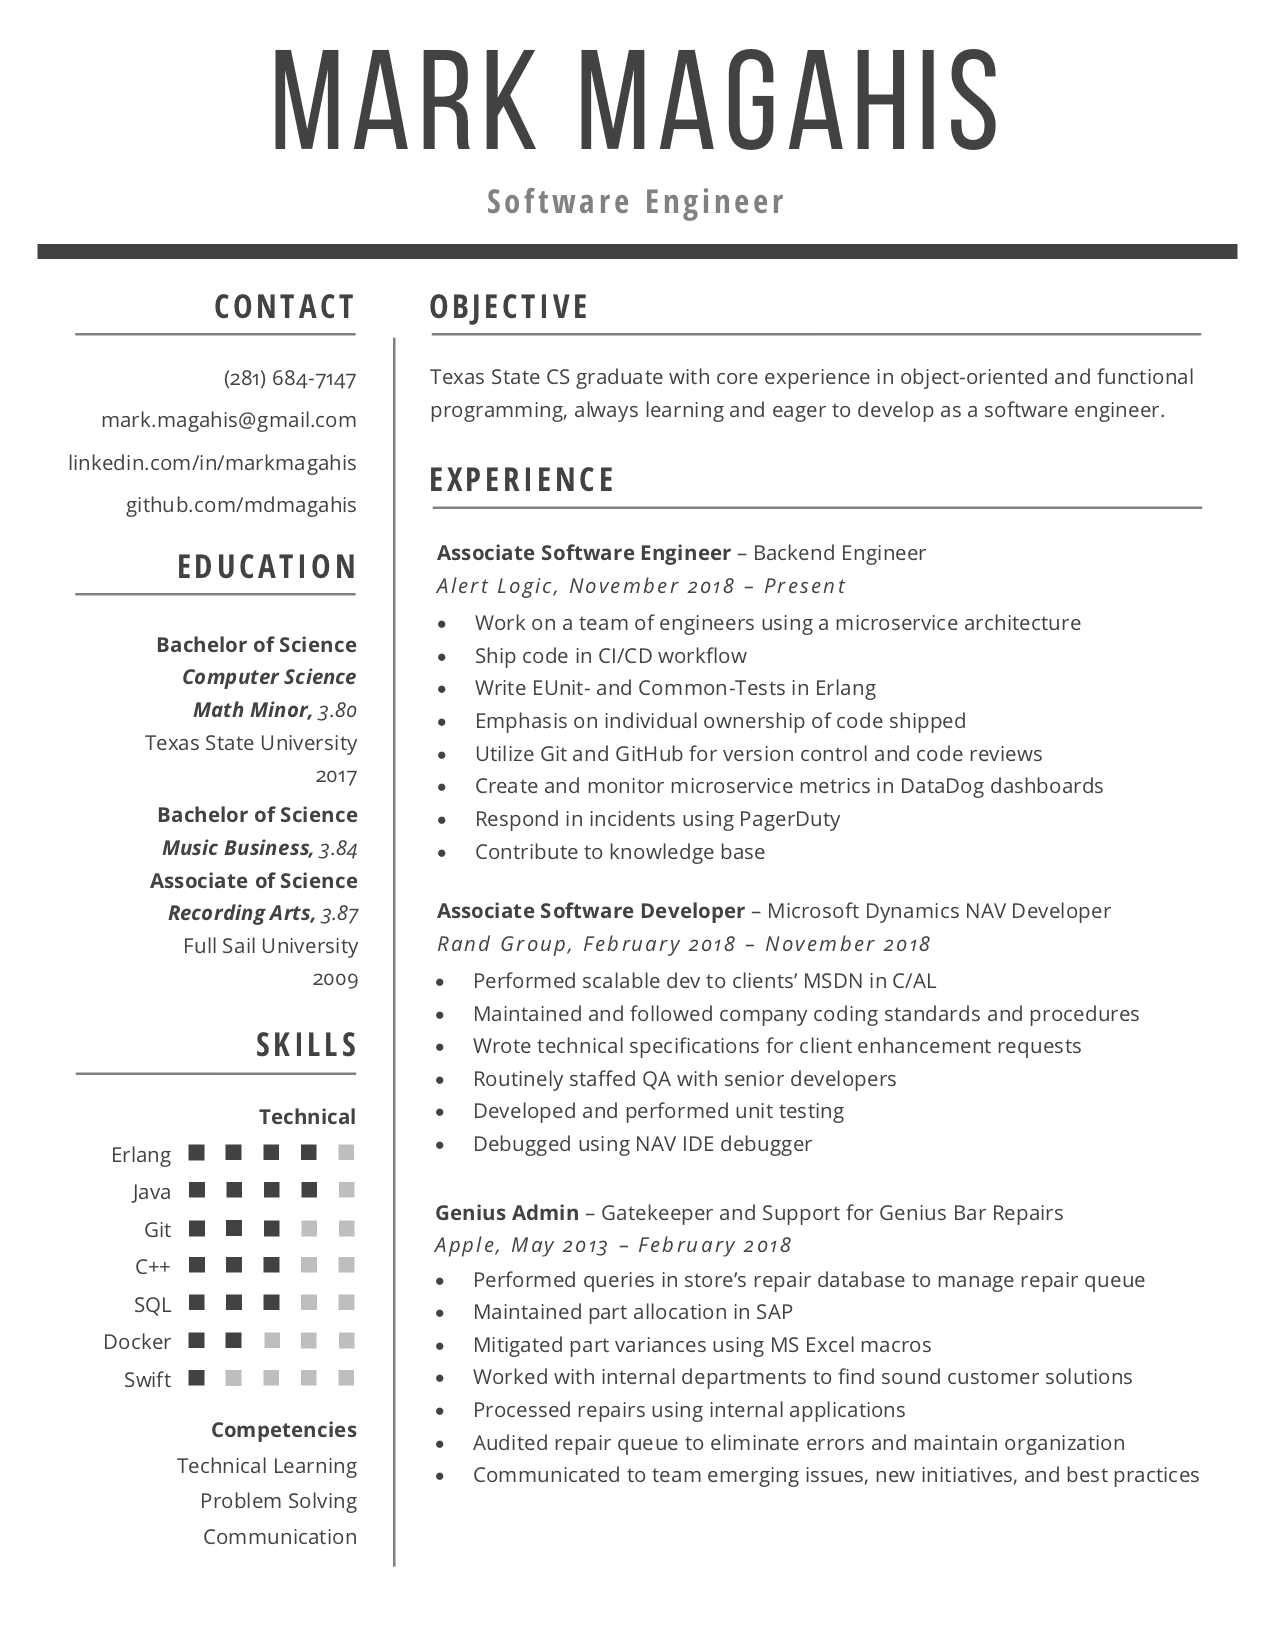 MARK MAGAHIS
Software Engineer
CONTACT
(281) 684-7147
mark.magahis@gmail.com
linkedin.com/in/markmagahis
github.com/mdmagahis
EDUCATION
Bachelor of Science
Computer Science
Math Minor, 3.80
Texas State University
2017
Bachelor of Science
Music Business, 3.84
Associate of Science
Recording Arts, 3.87
Full Sail University
2009
SKILLS
Technical
Erlang
Java
Git
C++
SQL
Docker
Swift
Competencies
Technical Learning
Problem Solving
Communication
OBJECTIVE
Texas State CS graduate with core experience in object-oriented and functional
programming, always learning and eager to develop as a software engineer.
EXPERIENCE
Associate Software Engineer – Backend Engineer
Alert Logic, November 2018 – Present
• Work on a team of engineers using a microservice architecture
• Ship code in CI/CD workflow
• Write EUnit- and Common-Tests in Erlang
• Emphasis on individual ownership of code shipped
• Utilize Git and GitHub for version control and code reviews
• Create and monitor microservice metrics in DataDog dashboards
• Respond in incidents using PagerDuty
• Contribute to knowledge base
Associate Software Developer – Microsoft Dynamics NAV Developer
Rand Group, February 2018 – November 2018
• Performed scalable dev to clients’ MSDN in C/AL
• Maintained and followed company coding standards and procedures
• Wrote technical specifications for client enhancement requests
• Routinely staffed QA with senior developers
• Developed and performed unit testing
• Debugged using NAV IDE debugger
Genius Admin – Gatekeeper and Support for Genius Bar Repairs
Apple, May 2013 – February 2018
• Performed queries in store’s repair database to manage repair queue
• Maintained part allocation in SAP
• Mitigated part variances using MS Excel macros
• Worked with internal departments to find sound customer solutions
• Processed repairs using internal applications
• Audited repair queue to eliminate errors and maintain organization
• Communicated to team emerging issues, new initiatives, and best practices